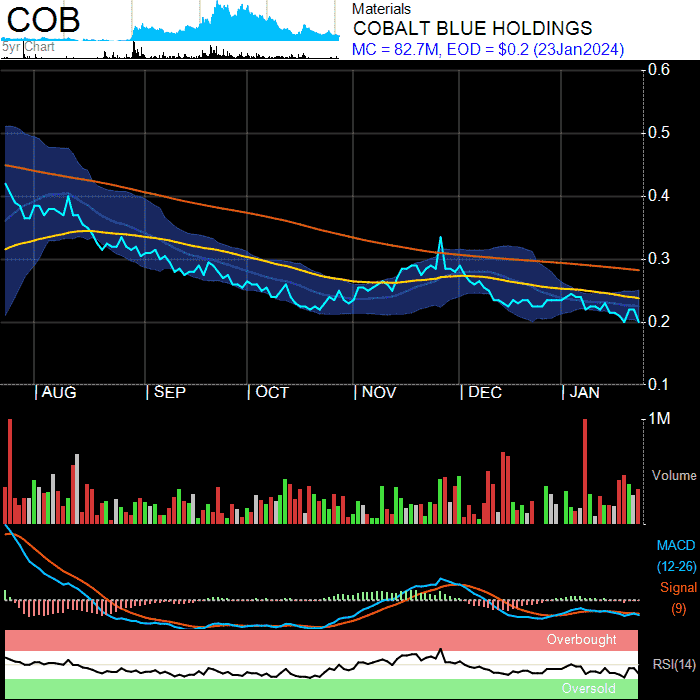 COB
5yr Chart
Materials
COBALT BLUE HOLDINGS
MC = 82.7M, EOD = $0.2 (23Jan2024)
0.6
0.5
0.4
0.3
0.2
0.1
AUG
SEP
OCT
NOV
DEC
JAN
1M
Volume
MACD
(12-26)
Signal
(9)
Overbought
RSI(14)
Oversold